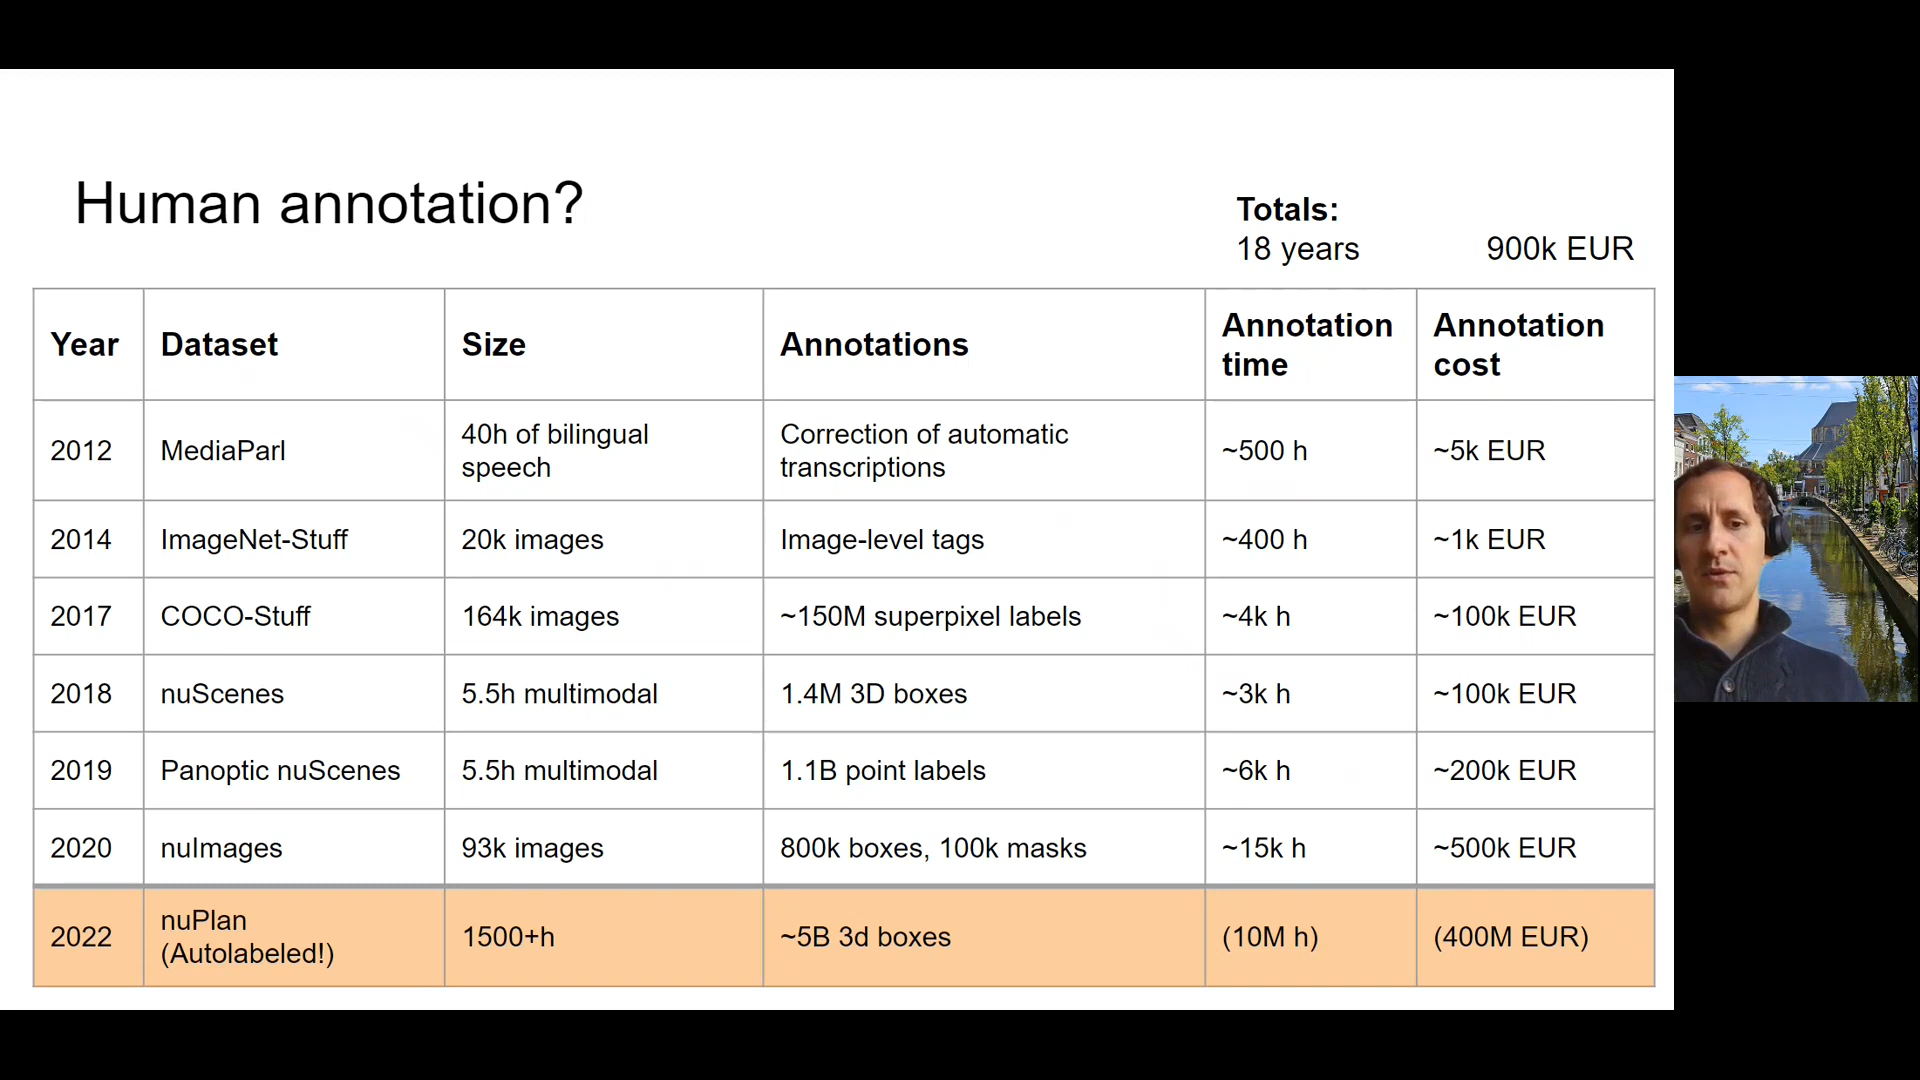 Human annotation?
Totals:
18 years 900k EUR
Year Dataset Size Annotations Annotation time Annotation cost
2012 MediaParl 40h of bilingual speech Correction of automatic transcriptions ~500 h ~5k EUR
2014 ImageNet-Stuff 20k images Image-level tags ~400 h ~1k EUR
2017 COCO-Stuff 164k images ~150M superpixel labels ~4k h ~100k EUR
2018 nuScenes 5.5h multimodal 1.4M 3D boxes ~3k h ~100k EUR
2019 Panoptic nuScenes 5.5h multimodal 1.1B point labels ~6k h ~200k EUR
2020 nuImages 93k images 800k boxes, 100k masks ~15k h ~500k EUR
2022 nuPlan (Autolabeled!) 1500+h ~5B 3d boxes (10M h) (400M EUR)